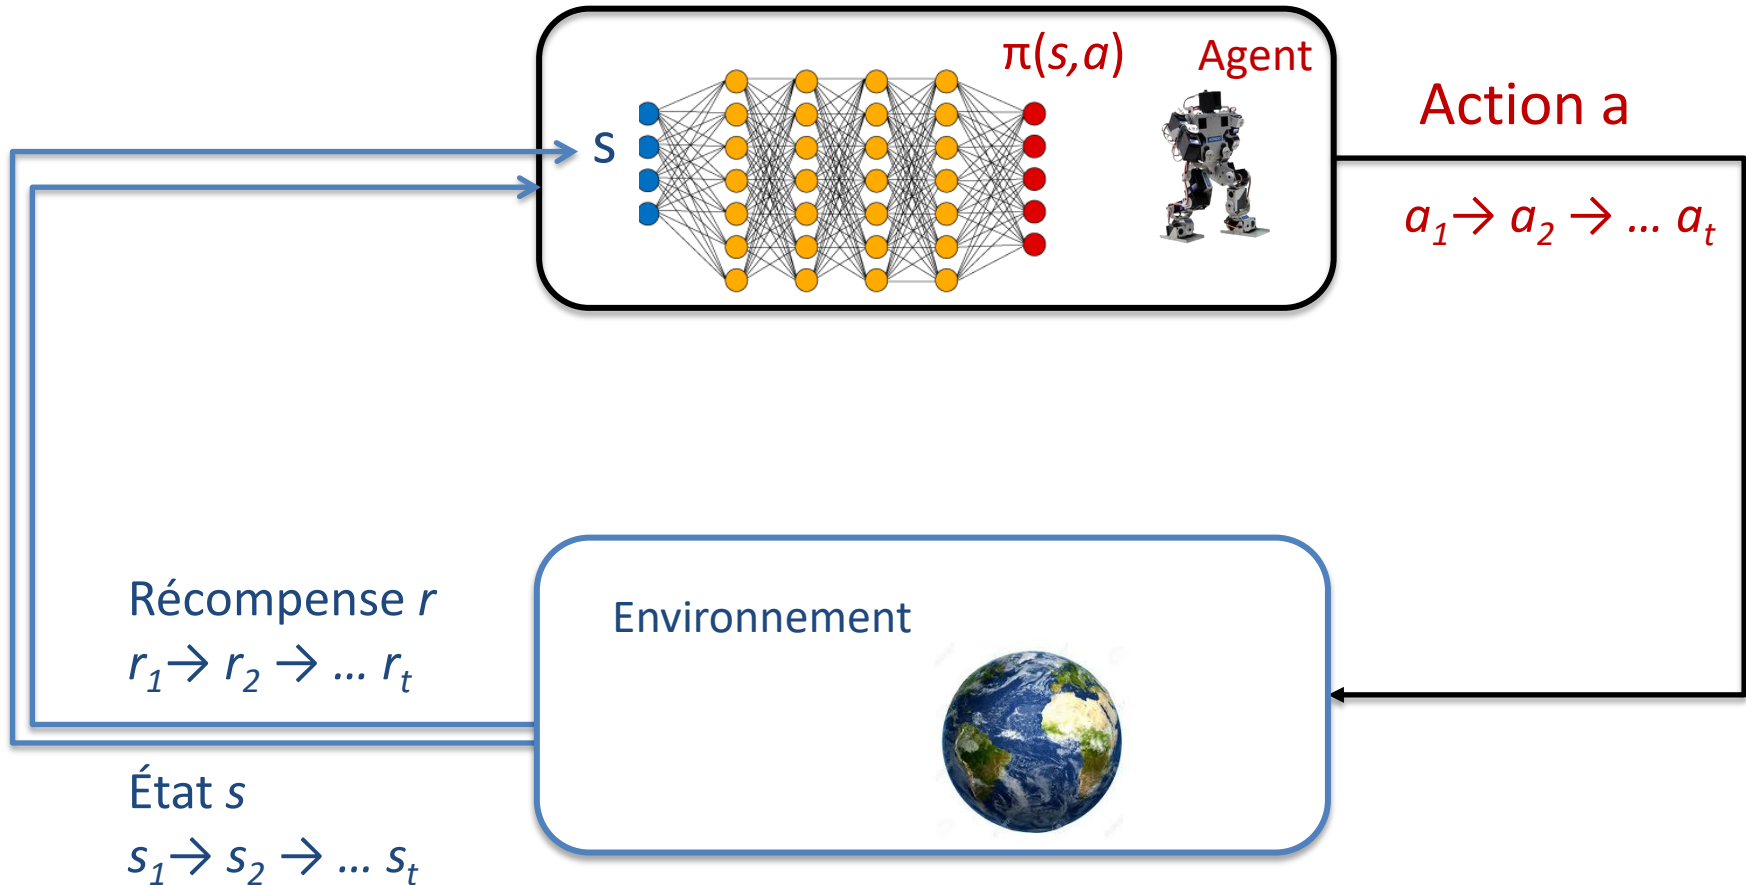 π(s,a)
Agent
s
Action a
a₁→ a₂ → ... aₜ
Récompense r
r₁→ r₂ → ... rₜ
Environnement
État s
s₁→ s₂ → ... sₜ